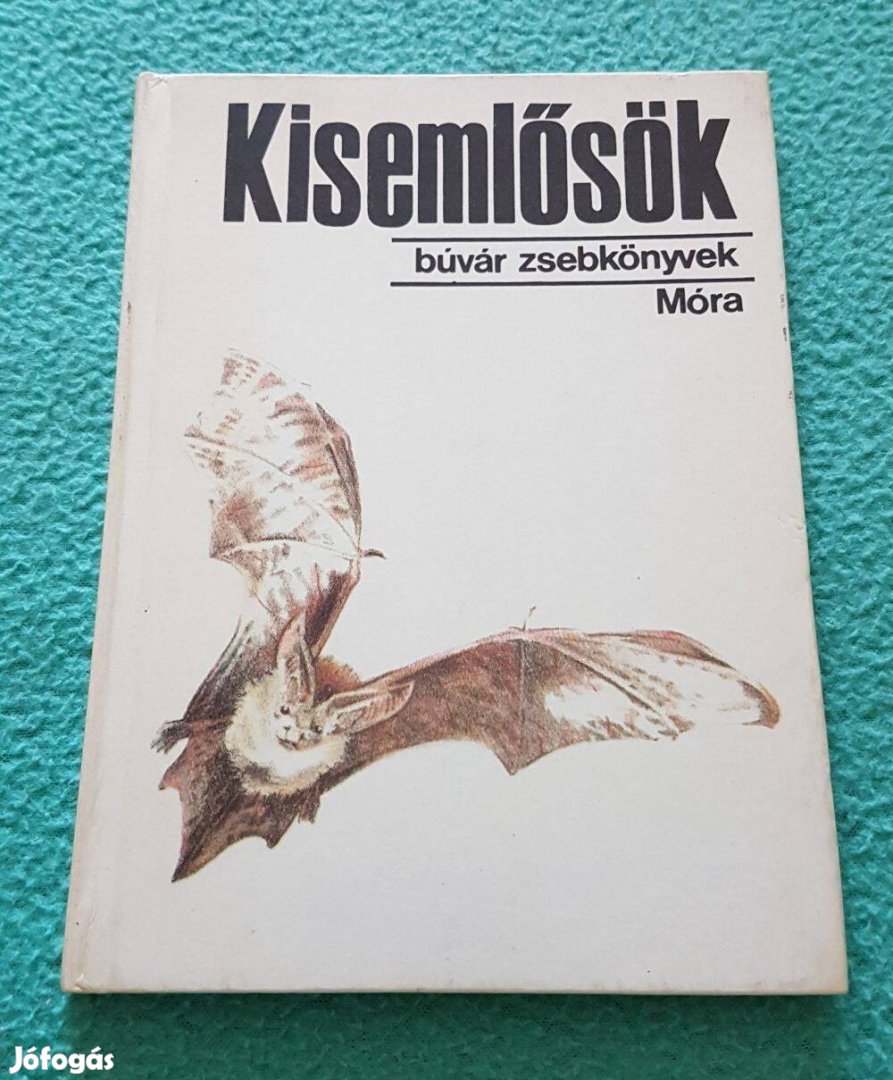 Kisemlősök
búvár zsebkönyvek
Móra
Jófogás